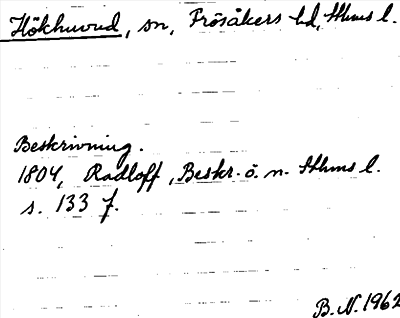 Hökhuvud, sn, Frösåkers hd, Sthms l.
Beskrivning.
1804, Radloff, Beskr. ö. n. Sthms l.
s. 133 f.
B.N. 1962